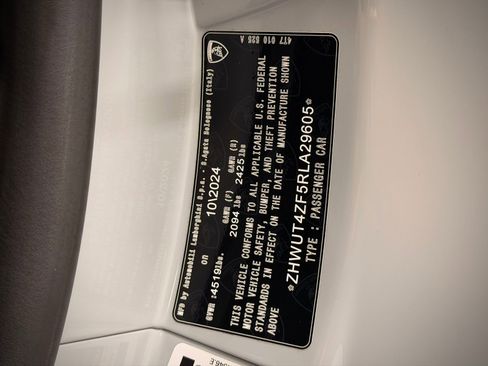 4T7 010 525 A
Mfd by Automobili Lamborghini S.p.a. - S.Agata Bolognese (Italy)
on 10\2024
GAWR (F) GAWR (R)
GVWR :4519lbs. 2094 lbs 2425 lbs
THIS VEHICLE CONFORMS TO ALL APPLICABLE U.S. FEDERAL
MOTOR VEHICLE SAFETY, BUMPER, AND THEFT PREVENTION
STANDARDS IN EFFECT ON THE DATE OF MANUFACTURE SHOWN
ABOVE
*ZHWUT4ZF5RLA29605*
TYPE : PASSENGER CAR